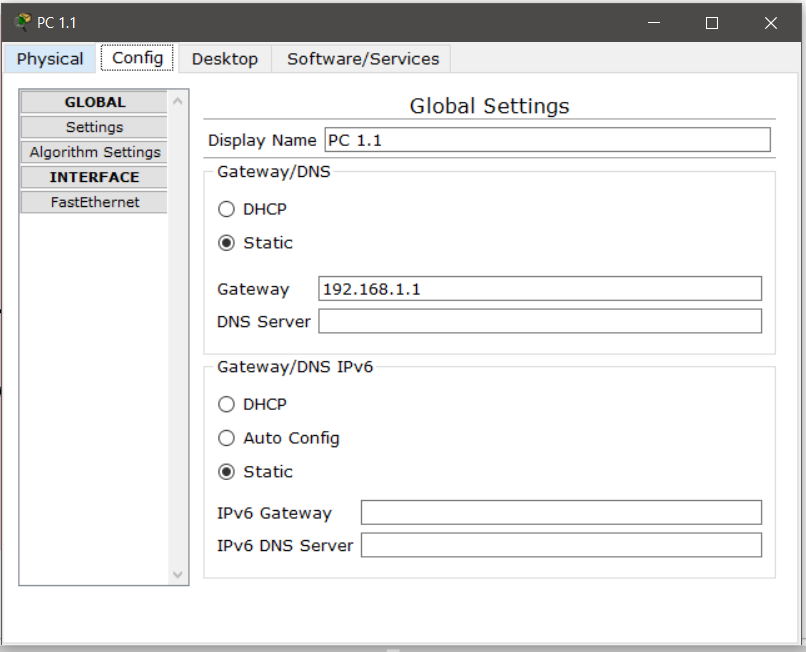 PC 1.1
Physical Config Desktop Software/Services
GLOBAL
Settings
Algorithm Settings
INTERFACE
FastEthernet
Global Settings
Display Name PC 1.1
Gateway/DNS
DHCP
Static
Gateway 192.168.1.1
DNS Server
Gateway/DNS IPv6
DHCP
Auto Config
Static
IPv6 Gateway
IPv6 DNS Server